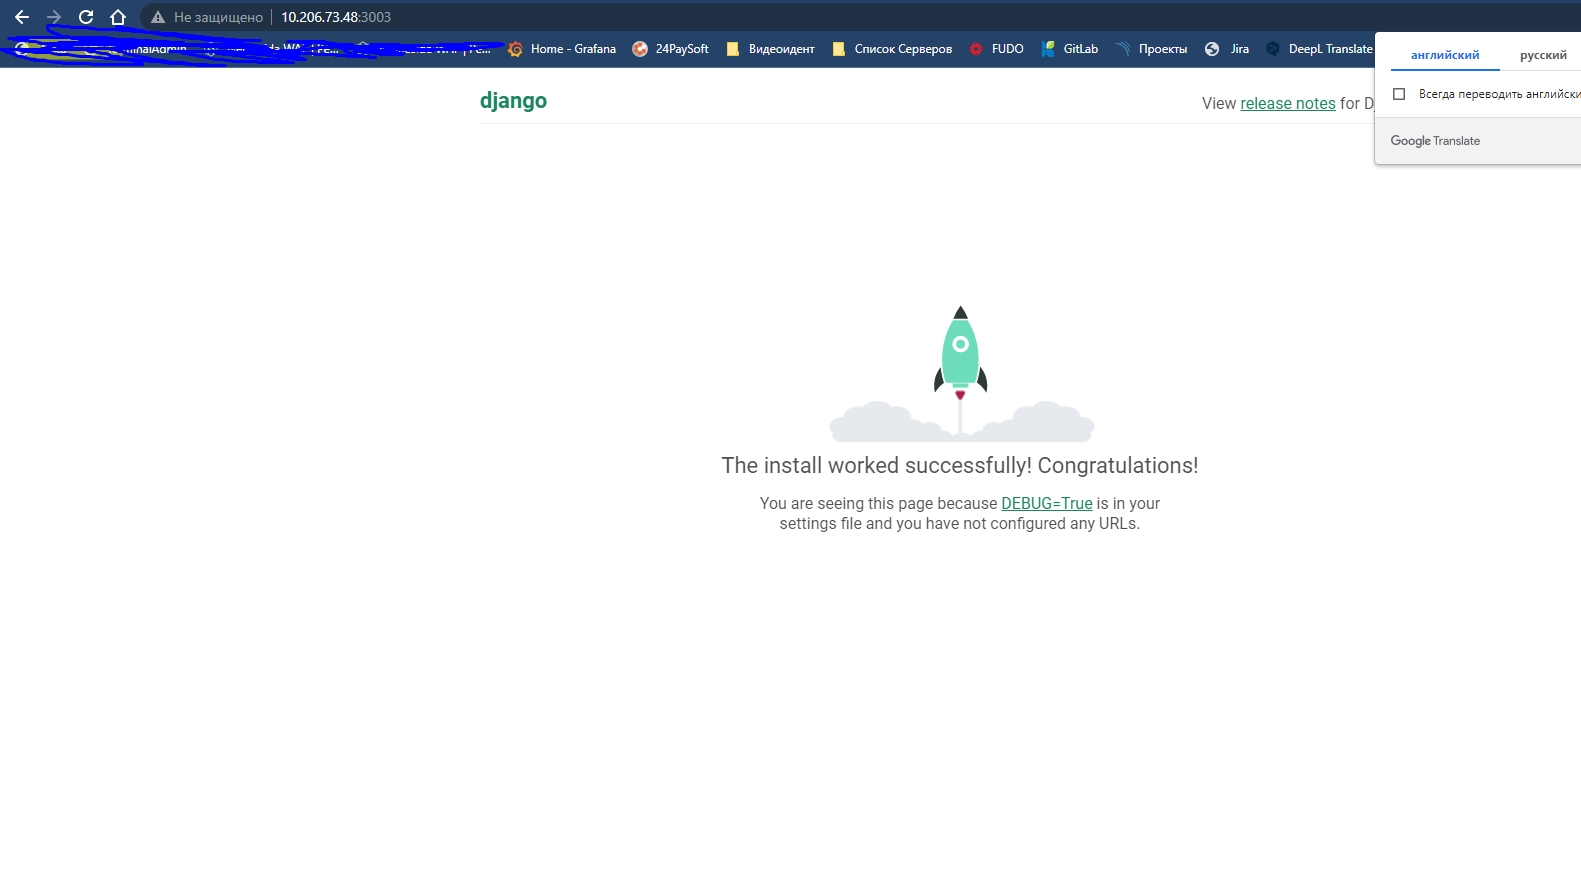 Не защищено 10.206.73.48:3003
Home - Grafana 24PaySoft Видеоидент Список Серверов FUDO GitLab Проекты Jira DeepL Translate
английский русский
Всегда переводить английски
Google Translate
django
View release notes for D
The install worked successfully! Congratulations!
You are seeing this page because DEBUG=True is in your
settings file and you have not configured any URLs.